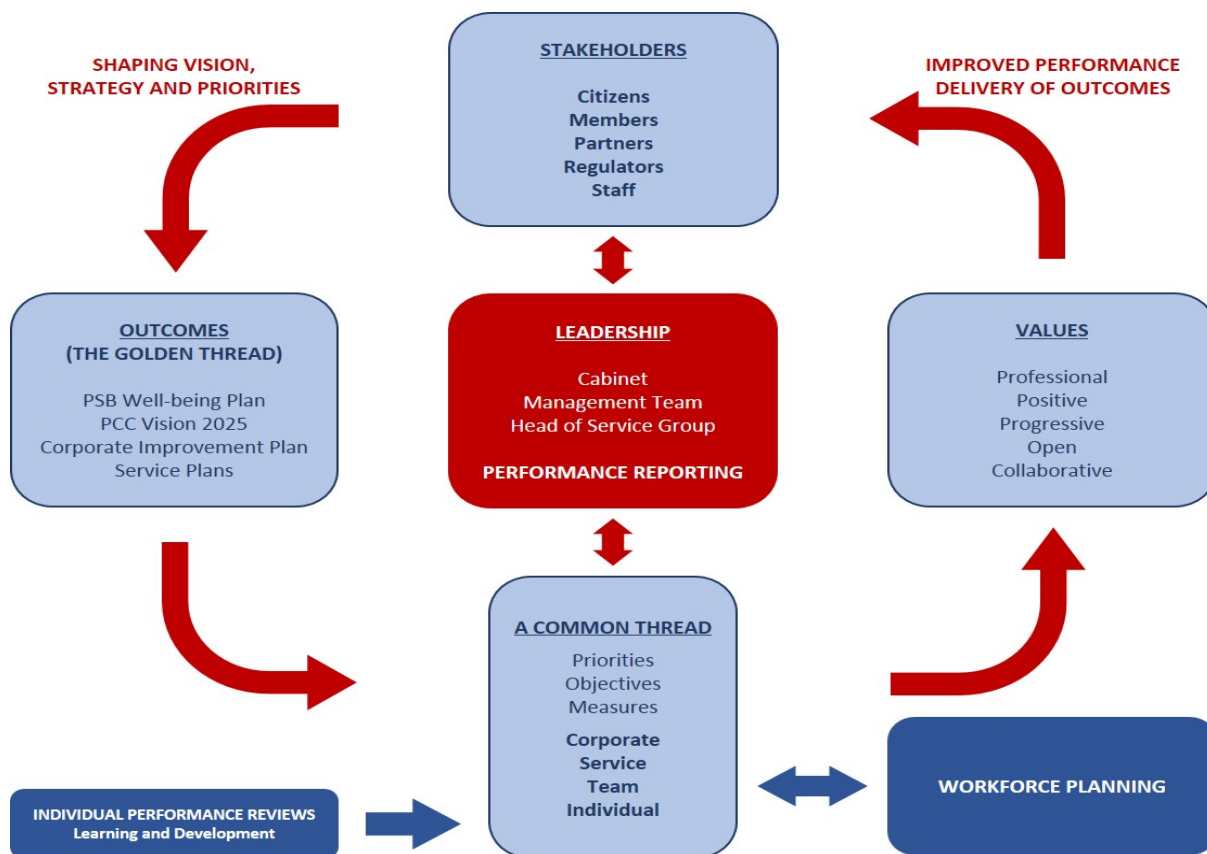 SHAPING VISION,
STRATEGY AND PRIORITIES
STAKEHOLDERS
Citizens
Members
Partners
Regulators
Staff
IMPROVED PERFORMANCE
DELIVERY OF OUTCOMES
OUTCOMES
(THE GOLDEN THREAD)
PSB Well-being Plan
PCC Vision 2025
Corporate Improvement Plan
Service Plans
LEADERSHIP
Cabinet
Management Team
Head of Service Group
PERFORMANCE REPORTING
VALUES
Professional
Positive
Progressive
Open
Collaborative
A COMMON THREAD
Priorities
Objectives
Measures
Corporate
Service
Team
Individual
INDIVIDUAL PERFORMANCE REVIEWS
Learning and Development
WORKFORCE PLANNING